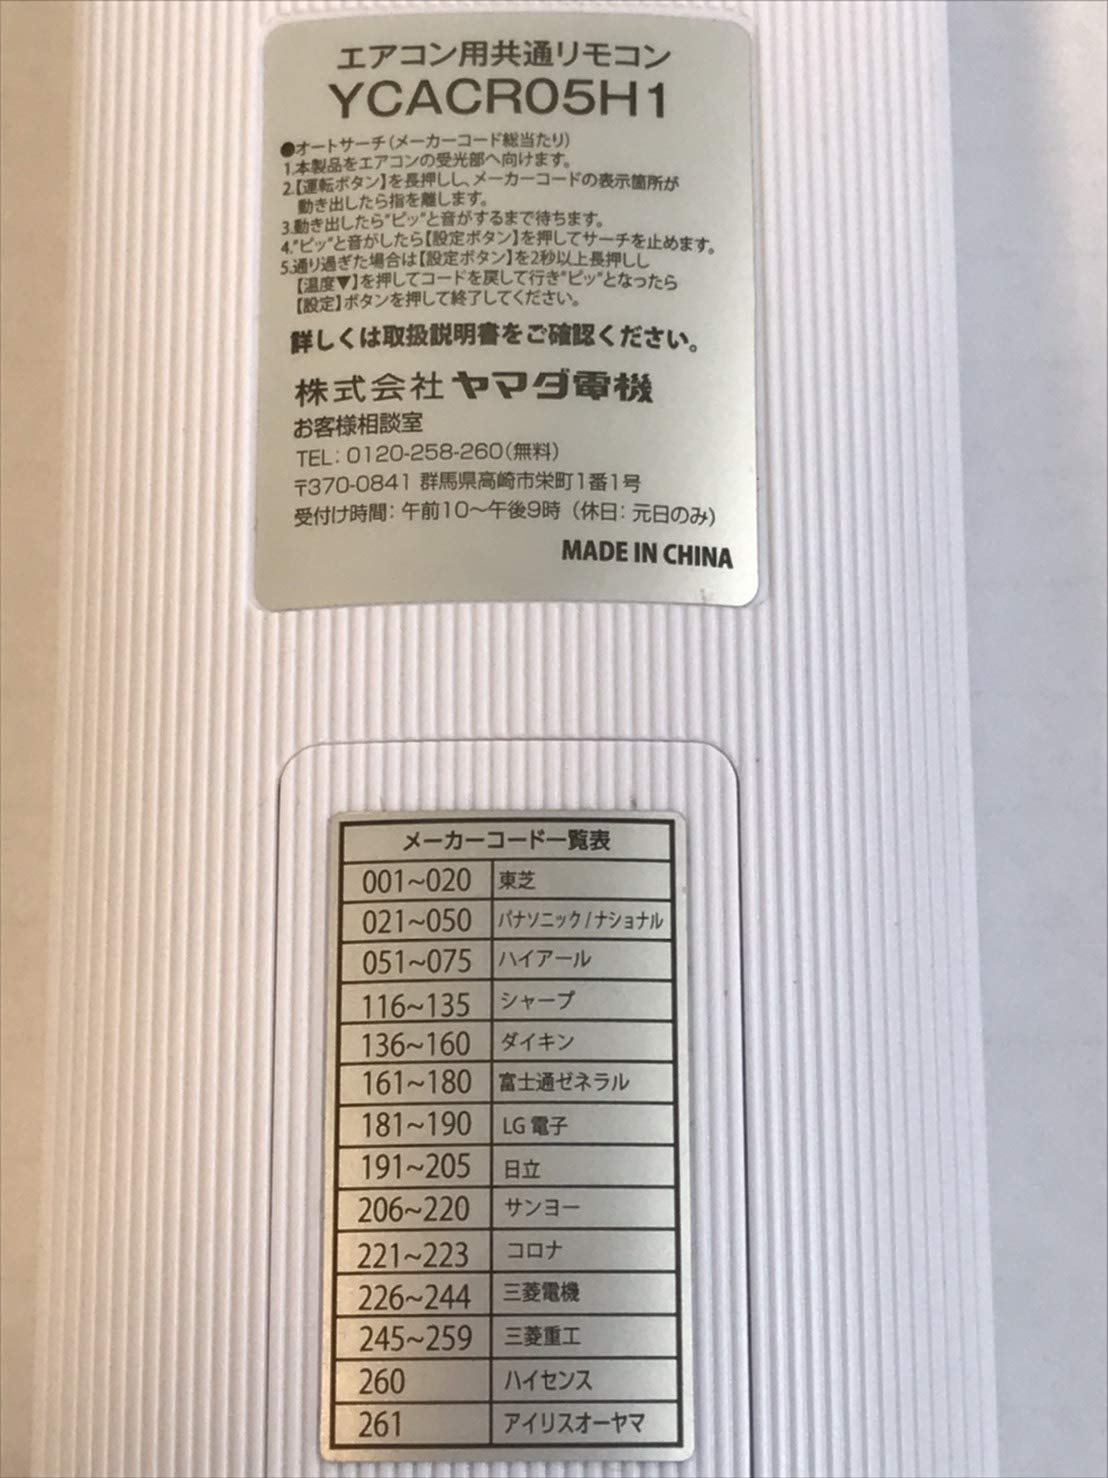 エアコン用共通リモコン
YCACR05H1
●オートサーチ(メーカーコード総当たり)
1.本製品をエアコンの受光部へ向けます。
2.【運転ボタン】を長押しし、メーカーコードの表示箇所が
動き出したら指を離します。
3.動き出したら"ピッ"と音がするまで待ちます。
4."ピッ"と音がしたら【設定ボタン】を押してサーチを止めます。
5.通り過ぎた場合は【設定ボタン】を2秒以上長押しし
【温度▼】を押してコードを戻して行き"ピッ"となったら
【設定】ボタンを押して終了してください。
詳しくは取扱説明書をご確認ください。
株式会社 ヤマダ電機
お客様相談室
TEL: 0120-258-260(無料)
〒370-0841 群馬県高崎市栄町1番1号
受付け時間: 午前10~午後9時 (休日: 元日のみ)
MADE IN CHINA
メーカーコード一覧表
001~020 東芝
021~050 パナソニック/ナショナル
051~075 ハイアール
116~135 シャープ
136~160 ダイキン
161~180 富士通ゼネラル
181~190 LG 電子
191~205 日立
206~220 サンヨー
221~223 コロナ
226~244 三菱電機
245~259 三菱重工
260 ハイセンス
261 アイリスオーヤマ